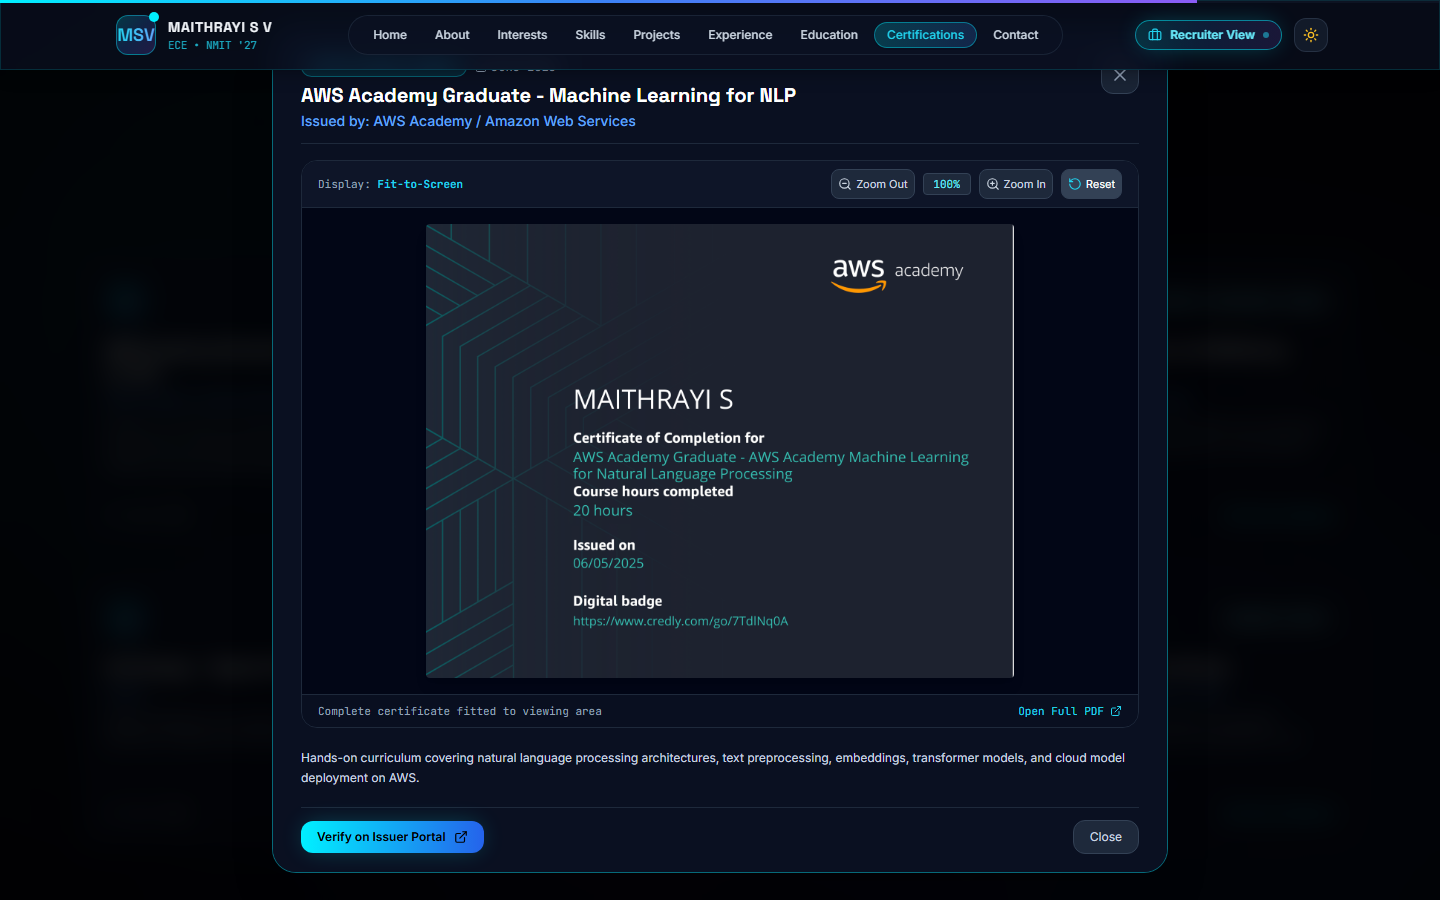 MSV
MAITHRAYI S V
ECE • NMIT '27
Home
About
Interests
Skills
Projects
Experience
Education
Certifications
Contact
Recruiter View
AWS Academy Graduate - Machine Learning for NLP
Issued by: AWS Academy / Amazon Web Services
Display: Fit-to-Screen
Zoom Out
100%
Zoom In
Reset
aws academy
MAITHRAYI S
Certificate of Completion for
AWS Academy Graduate - AWS Academy Machine Learning
for Natural Language Processing
Course hours completed
20 hours
Issued on
06/05/2025
Digital badge
https://www.credly.com/go/7TdlNq0A
Complete certificate fitted to viewing area
Open Full PDF
Hands-on curriculum covering natural language processing architectures, text preprocessing, embeddings, transformer models, and cloud model
deployment on AWS.
Verify on Issuer Portal
Close